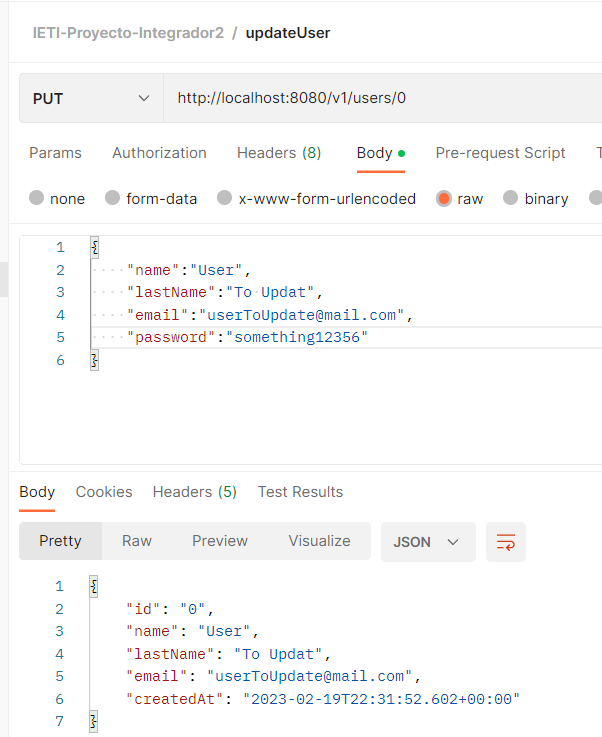 IETI-Proyecto-Integrador2 / updateUser
PUT http://localhost:8080/v1/users/0
Params Authorization Headers (8) Body Pre-request Script T
none form-data x-www-form-urlencoded raw binary
1 {
2 "name":"User",
3 "lastName":"To Updat",
4 "email":"userToUpdate@mail.com",
5 "password":"something12356"
6 }
Body Cookies Headers (5) Test Results
Pretty Raw Preview Visualize JSON
1 {
2 "id": "0",
3 "name": "User",
4 "lastName": "To Updat",
5 "email": "userToUpdate@mail.com",
6 "createdAt": "2023-02-19T22:31:52.602+00:00"
7 }